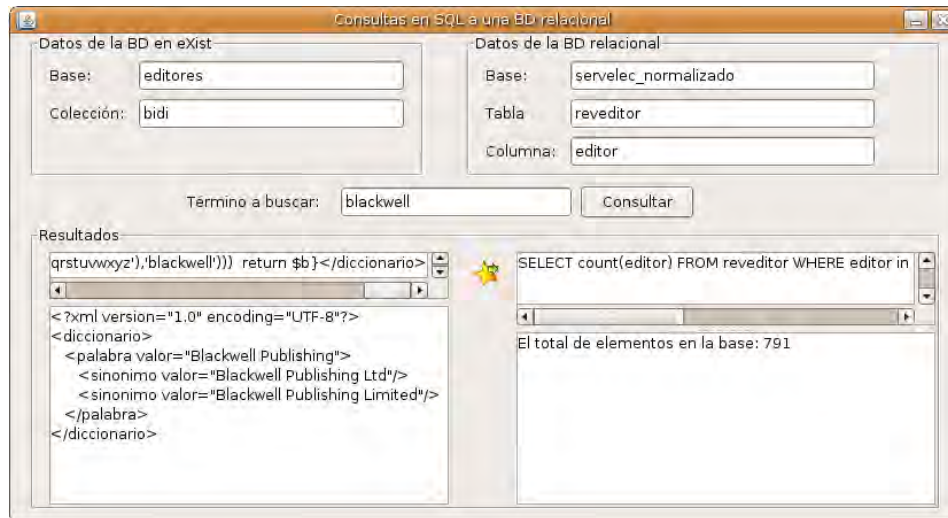 Consultas en SQL a una BD relacional
Datos de la BD en eXist
Base: editores
Colección: bidi
Datos de la BD relacional
Base: servelec_normalizado
Tabla reveditor
Columna: editor
Término a buscar: blackwell Consultar
Resultados
qrstuvwxyz'),'blackwell'))) return $b}</diccionario>
<?xml version="1.0" encoding="UTF-8"?>
<diccionario>
<palabra valor="Blackwell Publishing">
<sinonimo valor="Blackwell Publishing Ltd"/>
<sinonimo valor="Blackwell Publishing Limited"/>
</palabra>
</diccionario>
SELECT count(editor) FROM reveditor WHERE editor in
El total de elementos en la base: 791